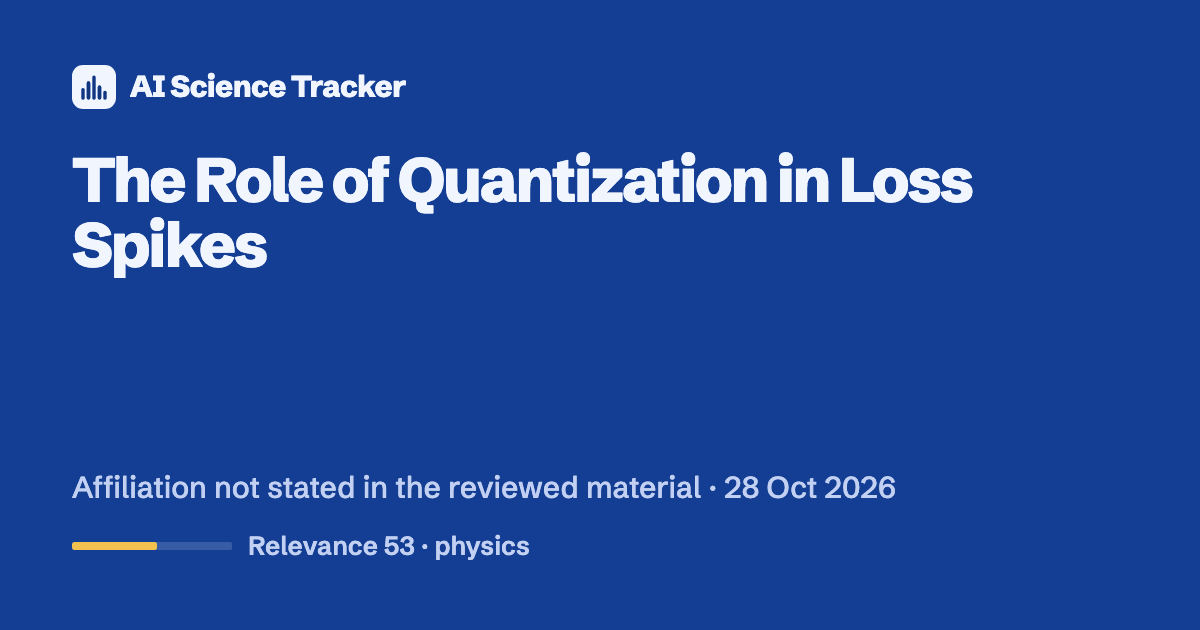 AI Science Tracker
The Role of Quantization in Loss
Spikes
Affiliation not stated in the reviewed material · 28 Oct 2026
Relevance 53 · physics